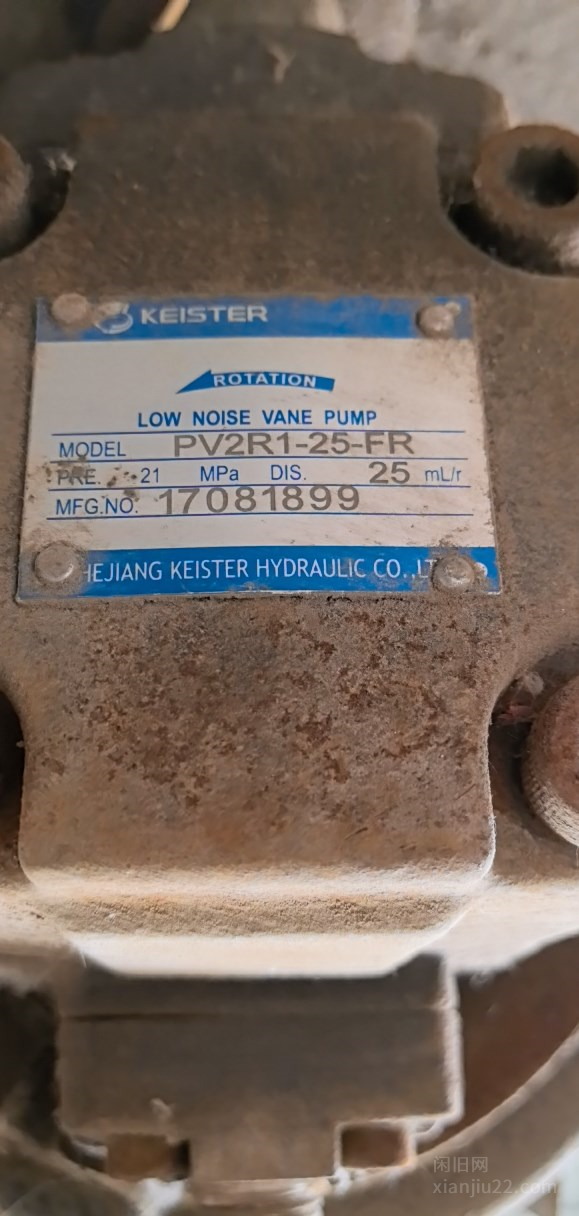 KEISTER
ROTATION
LOW NOISE VANE PUMP
MODEL PV2R1-25-FR
PRE. 21 MPa DIS. 25 mL/r
MFG.NO: 17081899
HEJIANG KEISTER HYDRAULIC CO.,LT
闲旧网
xianjiu22.com